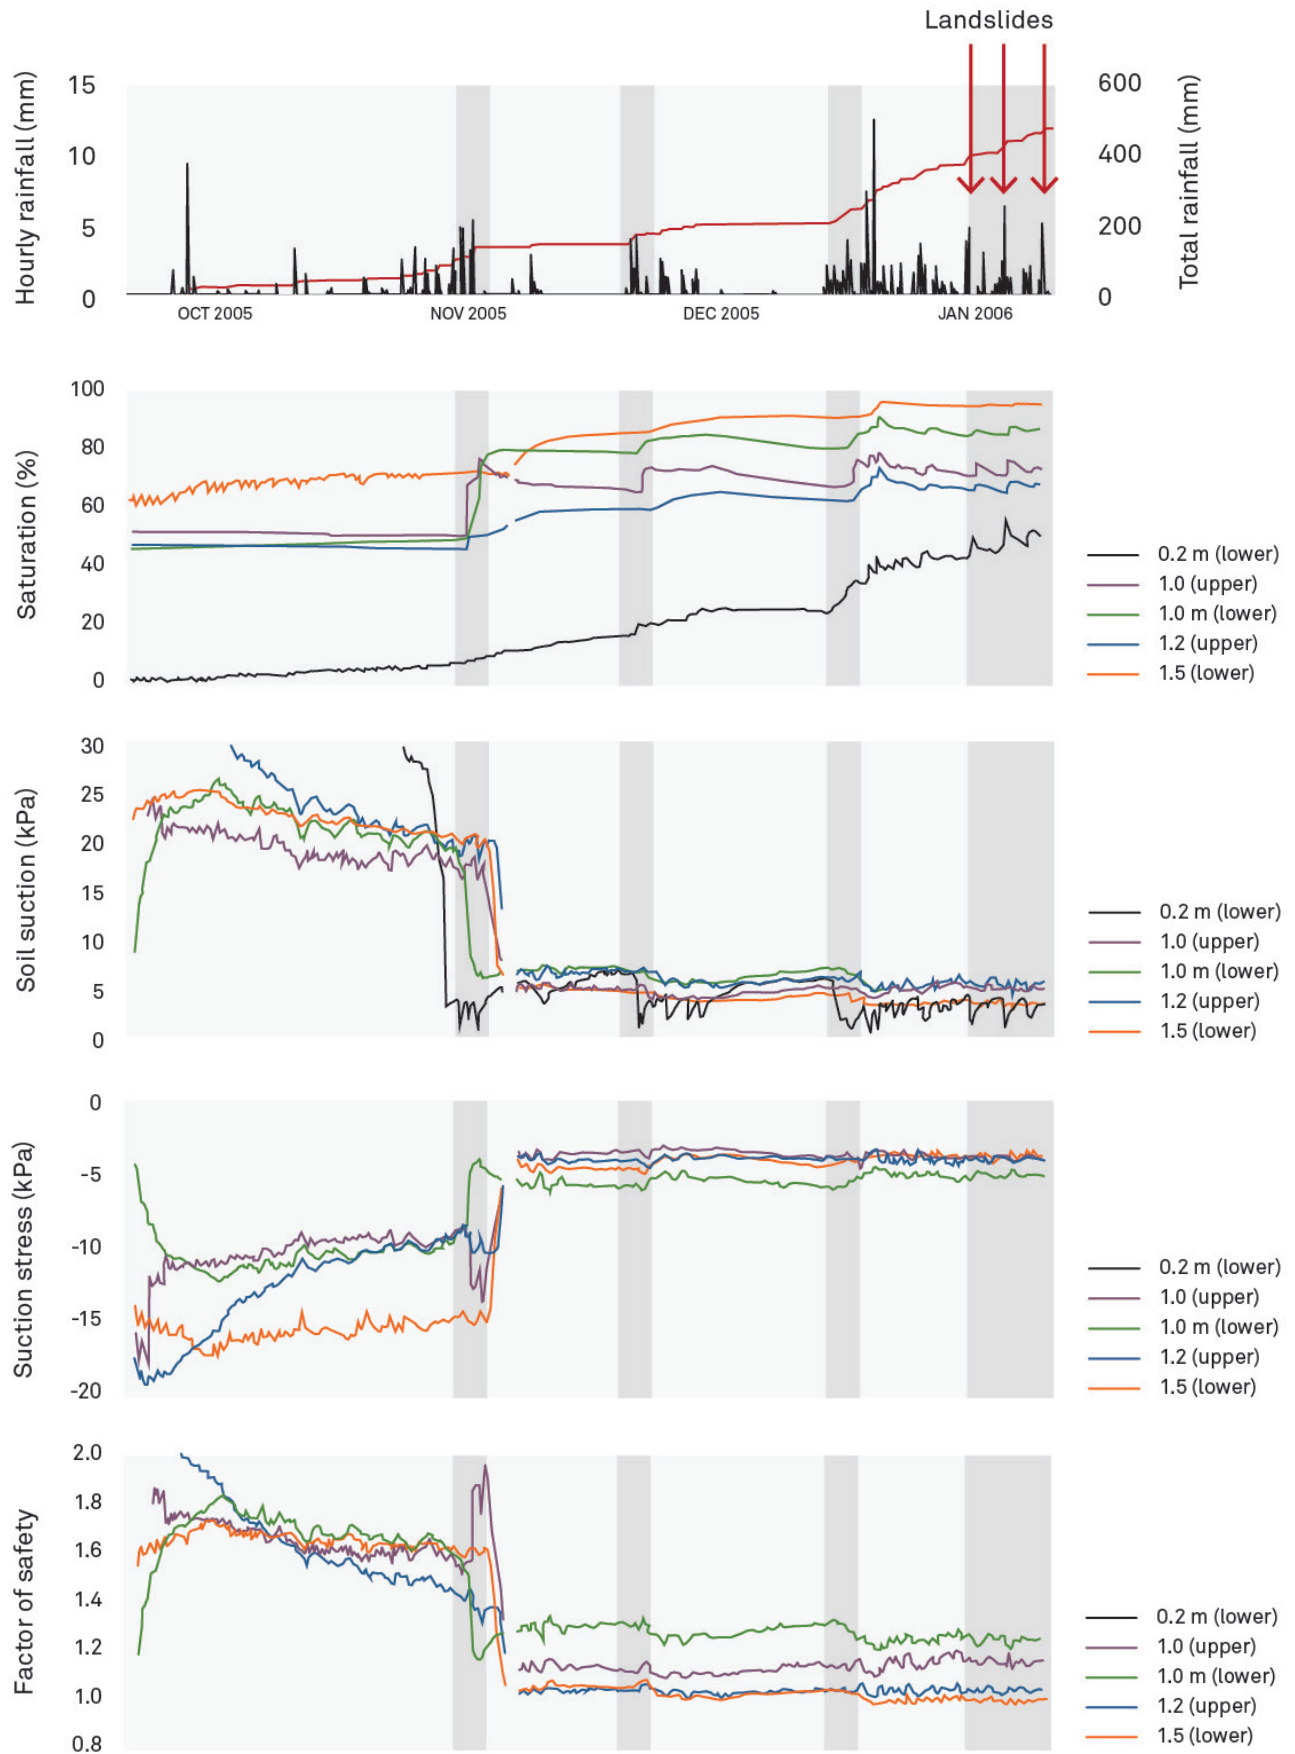 Landslides
Hourly rainfall (mm)
15
10
5
0
600
400
200
0
Total rainfall (mm)
OCT 2005
NOV 2005
DEC 2005
JAN 2006
Saturation (%)
100
80
60
40
20
0
0.2 m (lower)
1.0 (upper)
1.0 m (lower)
1.2 (upper)
1.5 (lower)
Soil suction (kPa)
30
25
20
15
10
5
0
0.2 m (lower)
1.0 (upper)
1.0 m (lower)
1.2 (upper)
1.5 (lower)
Suction stress (kPa)
0
-5
-10
-15
-20
0.2 m (lower)
1.0 (upper)
1.0 m (lower)
1.2 (upper)
1.5 (lower)
Factor of safety
2.0
1.8
1.6
1.4
1.2
1.0
0.8
0.2 m (lower)
1.0 (upper)
1.0 m (lower)
1.2 (upper)
1.5 (lower)